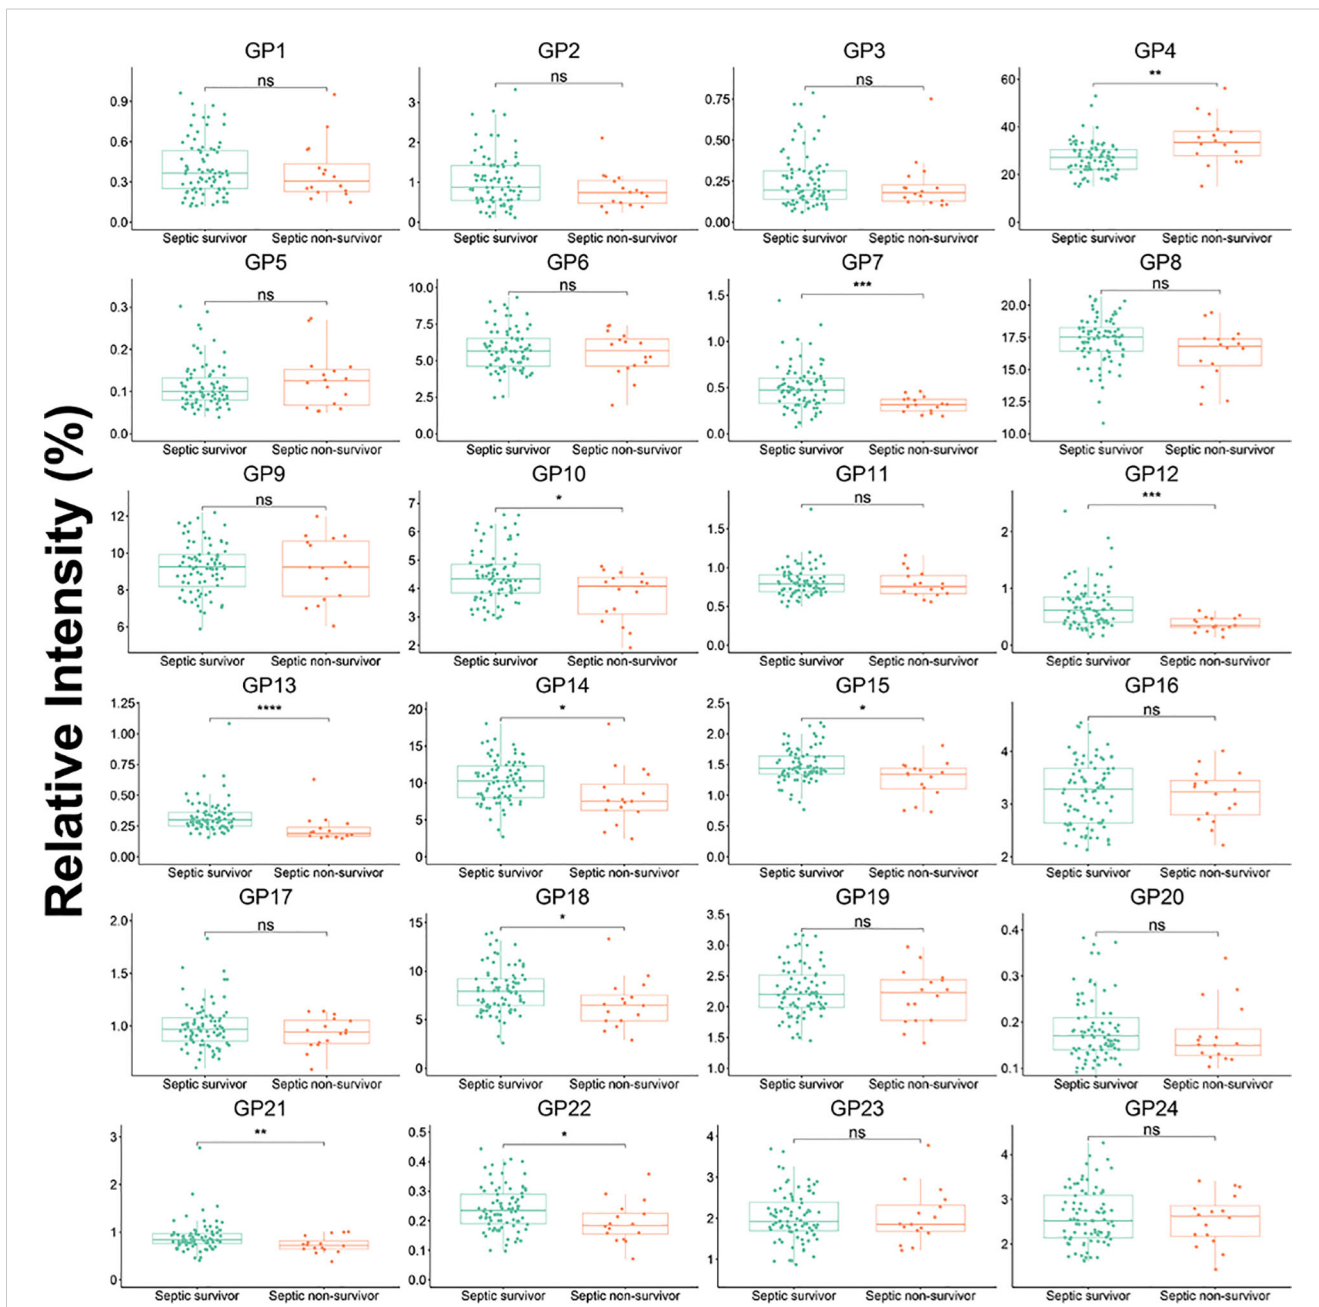 Relative Intensity (%)
GP1 GP2 GP3 GP4
ns ns ns **
0.9 0.6 0.3 0.0
3 2 1 0
0.75 0.50 0.25 0.00
60 40 20 0
Septic survivor Septic non-survivor Septic survivor Septic non-survivor Septic survivor Septic non-survivor Septic survivor Septic non-survivor
GP5 GP6 GP7 GP8
ns ns *** ns
0.3 0.2 0.1 0.0
10.0 7.5 5.0 2.5 0.0
1.5 1.0 0.5 0.0
20.0 17.5 15.0 12.5 10.0
Septic survivor Septic non-survivor Septic survivor Septic non-survivor Septic survivor Septic non-survivor Septic survivor Septic non-survivor
GP9 GP10 GP11 GP12
ns * ns ***
12 10 8 6
7 6 5 4 3 2
1.5 1.0 0.5 0.0
2 1 0
Septic survivor Septic non-survivor Septic survivor Septic non-survivor Septic survivor Septic non-survivor Septic survivor Septic non-survivor
GP13 GP14 GP15 GP16
**** * * ns
1.25 1.00 0.75 0.50 0.25 0.00
20 15 10 5 0
2.5 2.0 1.5 1.0 0.5 0.0
4 3 2
Septic survivor Septic non-survivor Septic survivor Septic non-survivor Septic survivor Septic non-survivor Septic survivor Septic non-survivor
GP17 GP18 GP19 GP20
ns * ns ns
2.0 1.5 1.0
15 10 5 0
3.5 3.0 2.5 2.0 1.5 1.0
0.4 0.3 0.2 0.1
Septic survivor Septic non-survivor Septic survivor Septic non-survivor Septic survivor Septic non-survivor Septic survivor Septic non-survivor
GP21 GP22 GP23 GP24
** * ns ns
3 2 1 0
0.5 0.4 0.3 0.2 0.1 0.0
4 3 2 1
4 3 2
Septic survivor Septic non-survivor Septic survivor Septic non-survivor Septic survivor Septic non-survivor Septic survivor Septic non-survivor